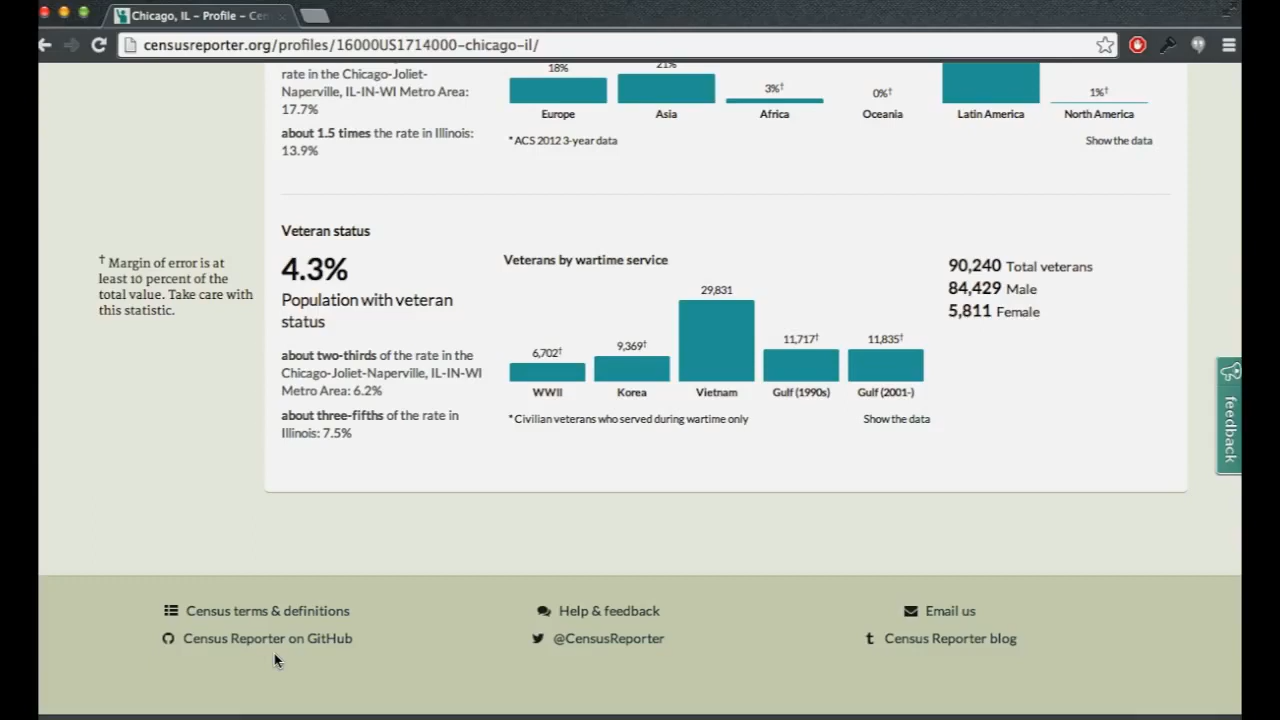 Chicago, IL – Profile – Cen
censusreporter.org/profiles/16000US1714000-chicago-il/
rate in the Chicago-Joliet-
Naperville, IL-IN-WI Metro Area:
17.7%
about 1.5 times the rate in Illinois:
13.9%
18%
21%
3%†
0%†
1%†
Europe
Asia
Africa
Oceania
Latin America
North America
* ACS 2012 3-year data
Show the data
† Margin of error is at
least 10 percent of the
total value. Take care with
this statistic.
Veteran status
4.3%
Population with veteran
status
about two-thirds of the rate in the
Chicago-Joliet-Naperville, IL-IN-WI
Metro Area: 6.2%
about three-fifths of the rate in
Illinois: 7.5%
Veterans by wartime service
6,702†
9,369†
29,831
11,717†
11,835†
WWII
Korea
Vietnam
Gulf (1990s)
Gulf (2001-)
* Civilian veterans who served during wartime only
Show the data
90,240 Total veterans
84,429 Male
5,811 Female
feedback
Census terms & definitions
Help & feedback
Email us
Census Reporter on GitHub
@CensusReporter
Census Reporter blog